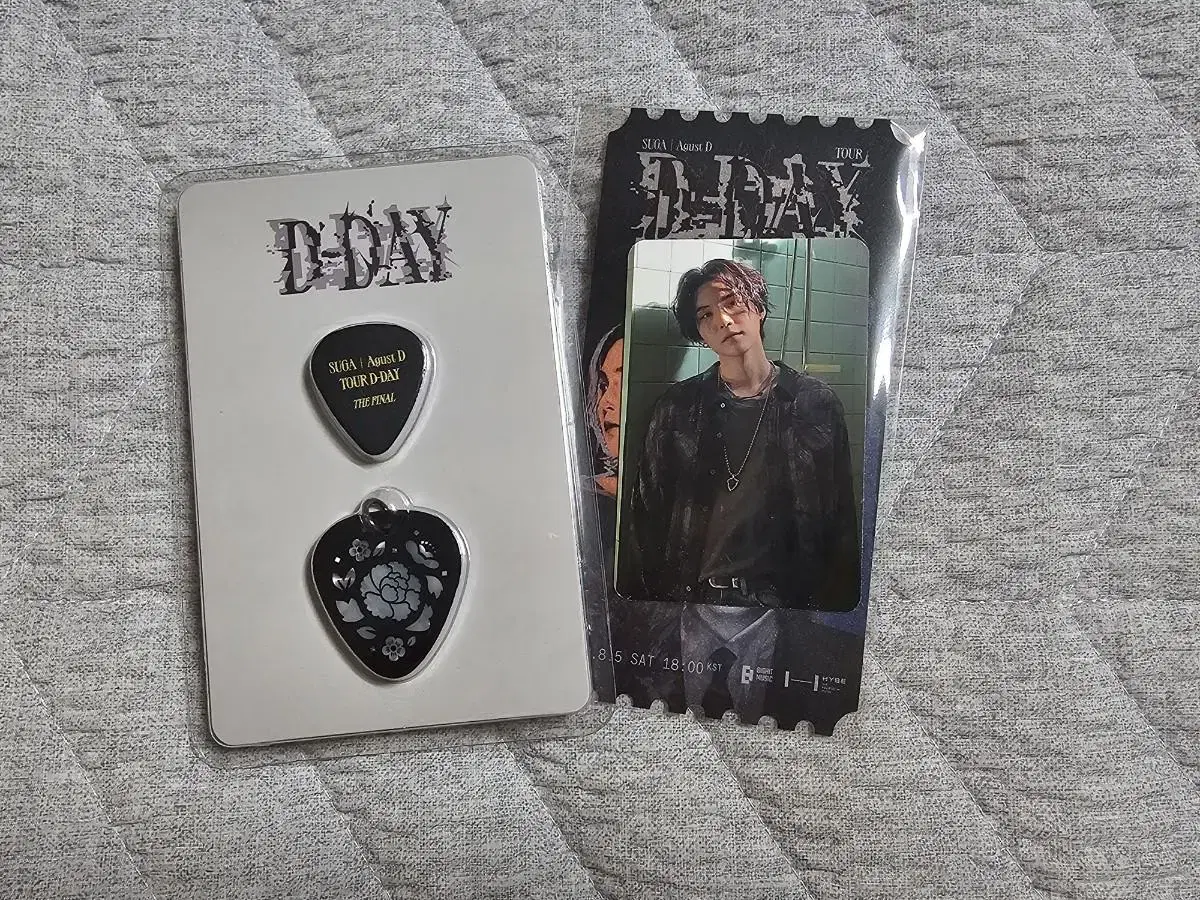 D-DAY
SUGA | Agust D
TOUR D-DAY
THE FINAL
SUGA | Agust D
TOUR
D-DAY
.8.5 SAT 18:00 KST
BIGHIT
MUSIC
HYBE